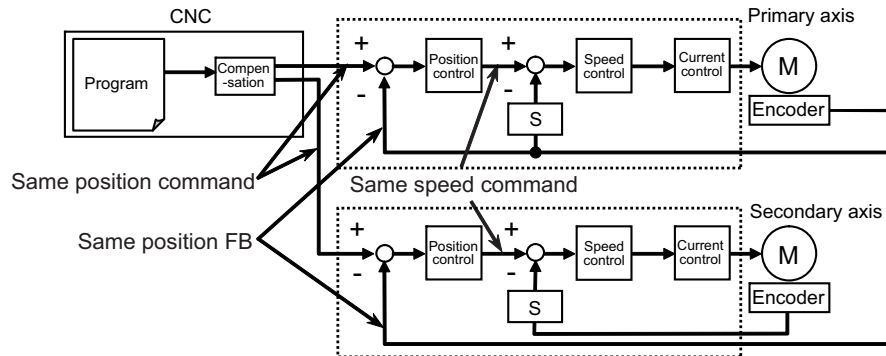 CNC
Program
Compen
-sation
Primary axis
+
-
Position
control
+
-
Speed
control
Current
control
M
Encoder
S
Same position command
Same speed command
Same position FB
Secondary axis
+
-
Position
control
+
-
Speed
control
Current
control
M
Encoder
S